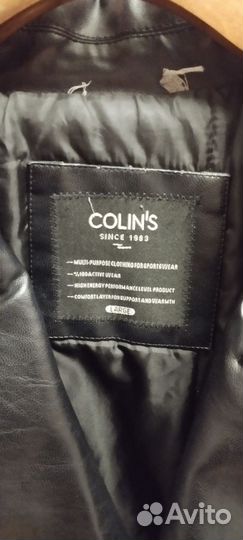 COLIN'S
SINCE 1983
MULTI-PURPOSE CLOTHING FOR SPORTSWEAR
%100 ACTIVE WEAR
HIGH ENERGY PERFORMANCE LEVEL PRODUCT
COMFORT LAYER FOR SUPPORT AND WARMTH
LARGE
Avito